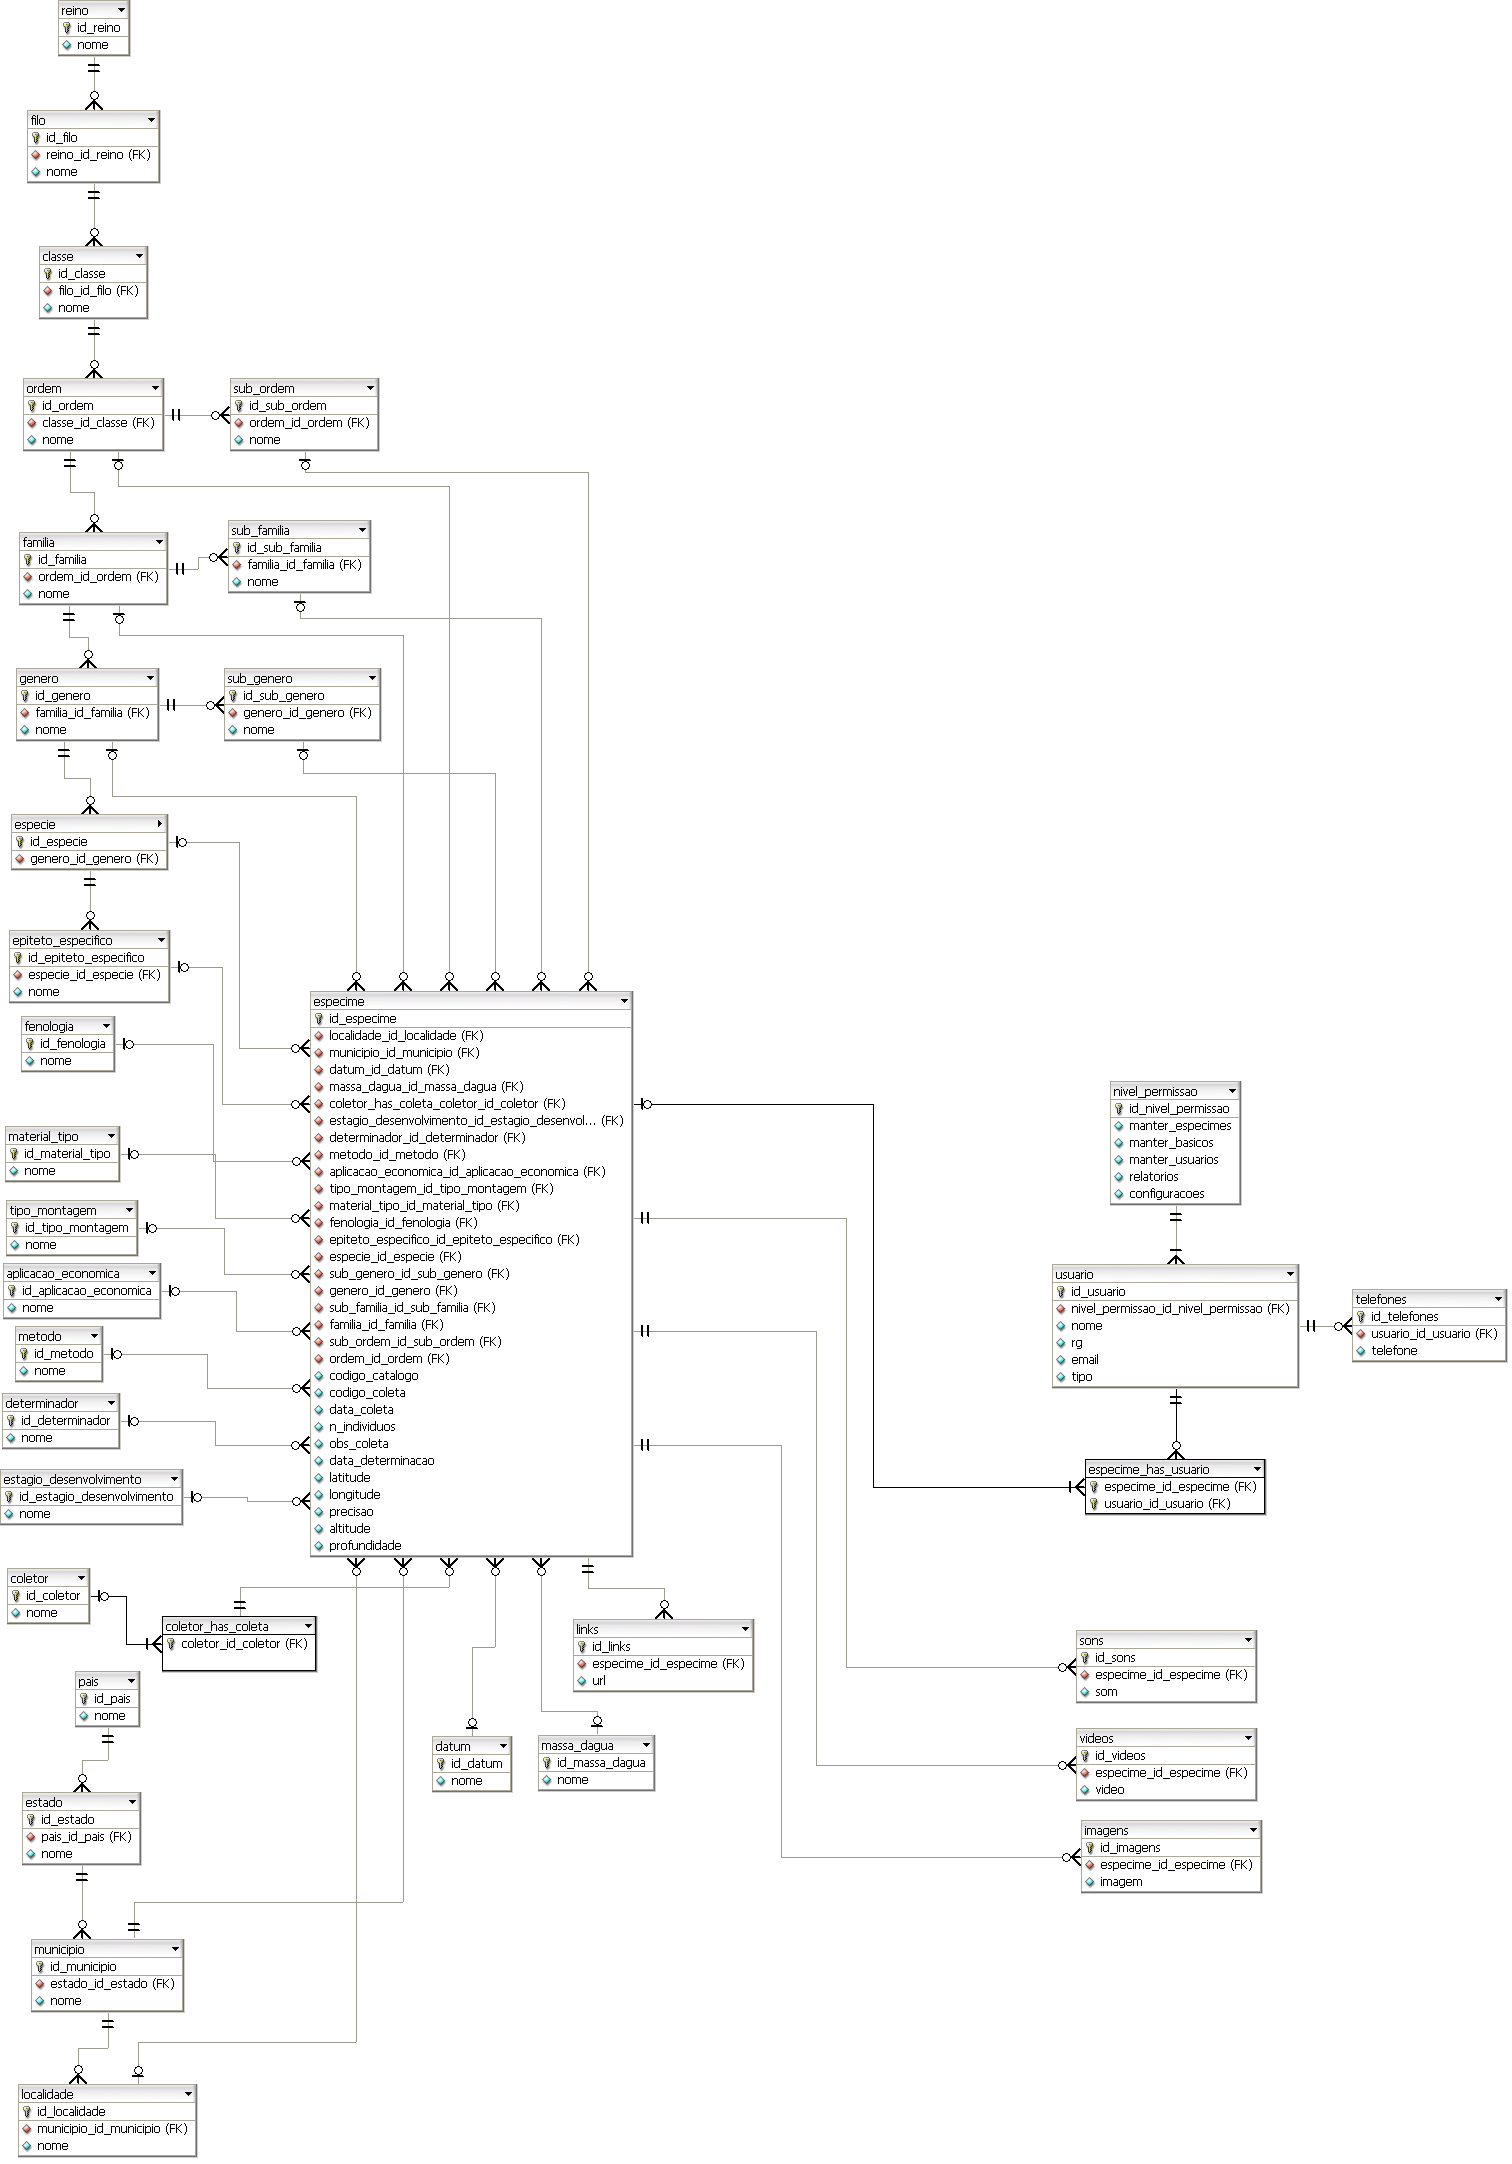 reino
id_reino
nome
filo
id_filo
reino_id_reino (FK)
nome
classe
id_classe
filo_id_filo (FK)
nome
ordem
id_ordem
classe_id_classe (FK)
nome
sub_ordem
id_sub_ordem
ordem_id_ordem (FK)
nome
familia
id_familia
ordem_id_ordem (FK)
nome
sub_familia
id_sub_familia
familia_id_familia (FK)
nome
genero
id_genero
familia_id_familia (FK)
nome
sub_genero
id_sub_genero
genero_id_genero (FK)
nome
especie
id_especie
genero_id_genero (FK)
epiteto_especifico
id_epiteto_especifico
especie_id_especie (FK)
nome
fenologia
id_fenologia
nome
material_tipo
id_material_tipo
nome
tipo_montagem
id_tipo_montagem
nome
aplicacao_economica
id_aplicacao_economica
nome
metodo
id_metodo
nome
determinador
id_determinador
nome
estagio_desenvolvimento
id_estagio_desenvolvimento
nome
especime
id_especime
localidade_id_localidade (FK)
municipio_id_municipio (FK)
datum_id_datum (FK)
massa_dagua_id_massa_dagua (FK)
coletor_has_coleta_coletor_id_coletor (FK)
estagio_desenvolvimento_id_estagio_desenvol... (FK)
determinador_id_determinador (FK)
metodo_id_metodo (FK)
aplicacao_economica_id_aplicacao_economica (FK)
tipo_montagem_id_tipo_montagem (FK)
material_tipo_id_material_tipo (FK)
fenologia_id_fenologia (FK)
epiteto_especifico_id_epiteto_especifico (FK)
especie_id_especie (FK)
sub_genero_id_sub_genero (FK)
genero_id_genero (FK)
sub_familia_id_sub_familia (FK)
familia_id_familia (FK)
sub_ordem_id_sub_ordem (FK)
ordem_id_ordem (FK)
codigo_catalogo
codigo_coleta
data_coleta
n_individuos
obs_coleta
data_determinacao
latitude
longitude
precisao
altitude
profundidade
nivel_permissao
id_nivel_permissao
manter_especimes
manter_basicos
manter_usuarios
relatorios
configuracoes
usuario
id_usuario
nivel_permissao_id_nivel_permissao (FK)
nome
rg
email
tipo
telefones
id_telefones
usuario_id_usuario (FK)
telefone
especime_has_usuario
especime_id_especime (FK)
usuario_id_usuario (FK)
coletor
id_coletor
nome
coletor_has_coleta
coletor_id_coletor (FK)
links
id_links
especime_id_especime (FK)
url
sons
id_sons
especime_id_especime (FK)
som
pais
id_pais
nome
datum
id_datum
nome
massa_dagua
id_massa_dagua
nome
videos
id_videos
especime_id_especime (FK)
video
estado
id_estado
pais_id_pais (FK)
nome
imagens
id_imagens
especime_id_especime (FK)
imagem
municipio
id_municipio
estado_id_estado (FK)
nome
localidade
id_localidade
municipio_id_municipio (FK)
nome